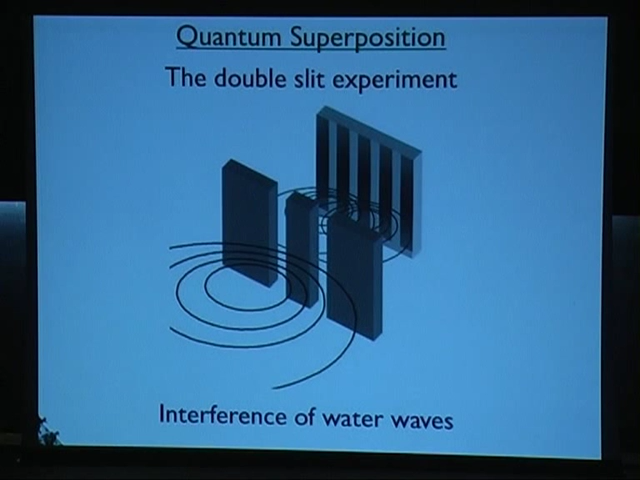 Quantum Superposition
The double slit experiment
Interference of water waves